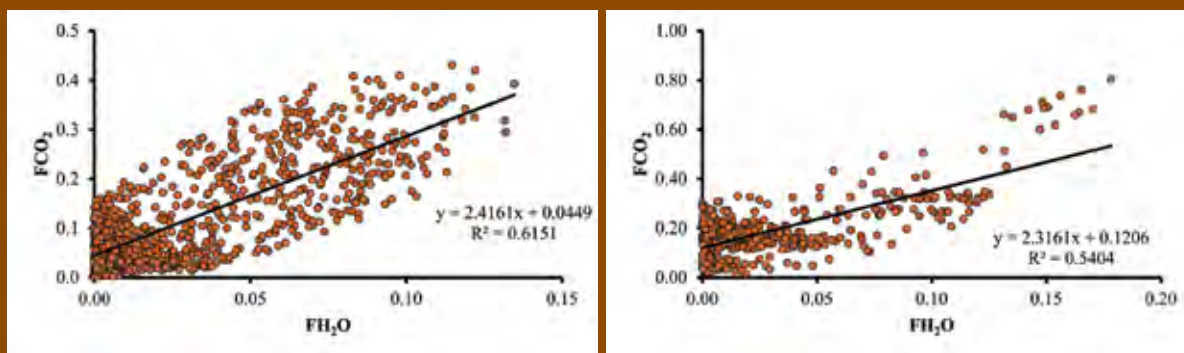 0.5
0.4
0.3
0.2
0.1
0.0
FCO₂
y = 2.4161x + 0.0449
R² = 0.6151
0.00 0.05 0.10 0.15
FH₂O
1.00
0.80
0.60
0.40
0.20
0.00
FCO₂
y = 2.3161x + 0.1206
R² = 0.5404
0.00 0.05 0.10 0.15 0.20
FH₂O